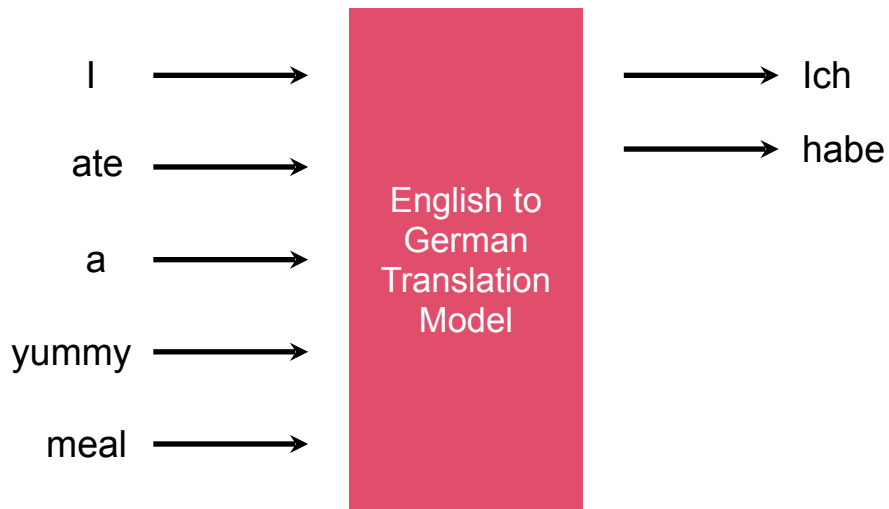 I
ate
a
yummy
meal
English to
German
Translation
Model
Ich
habe